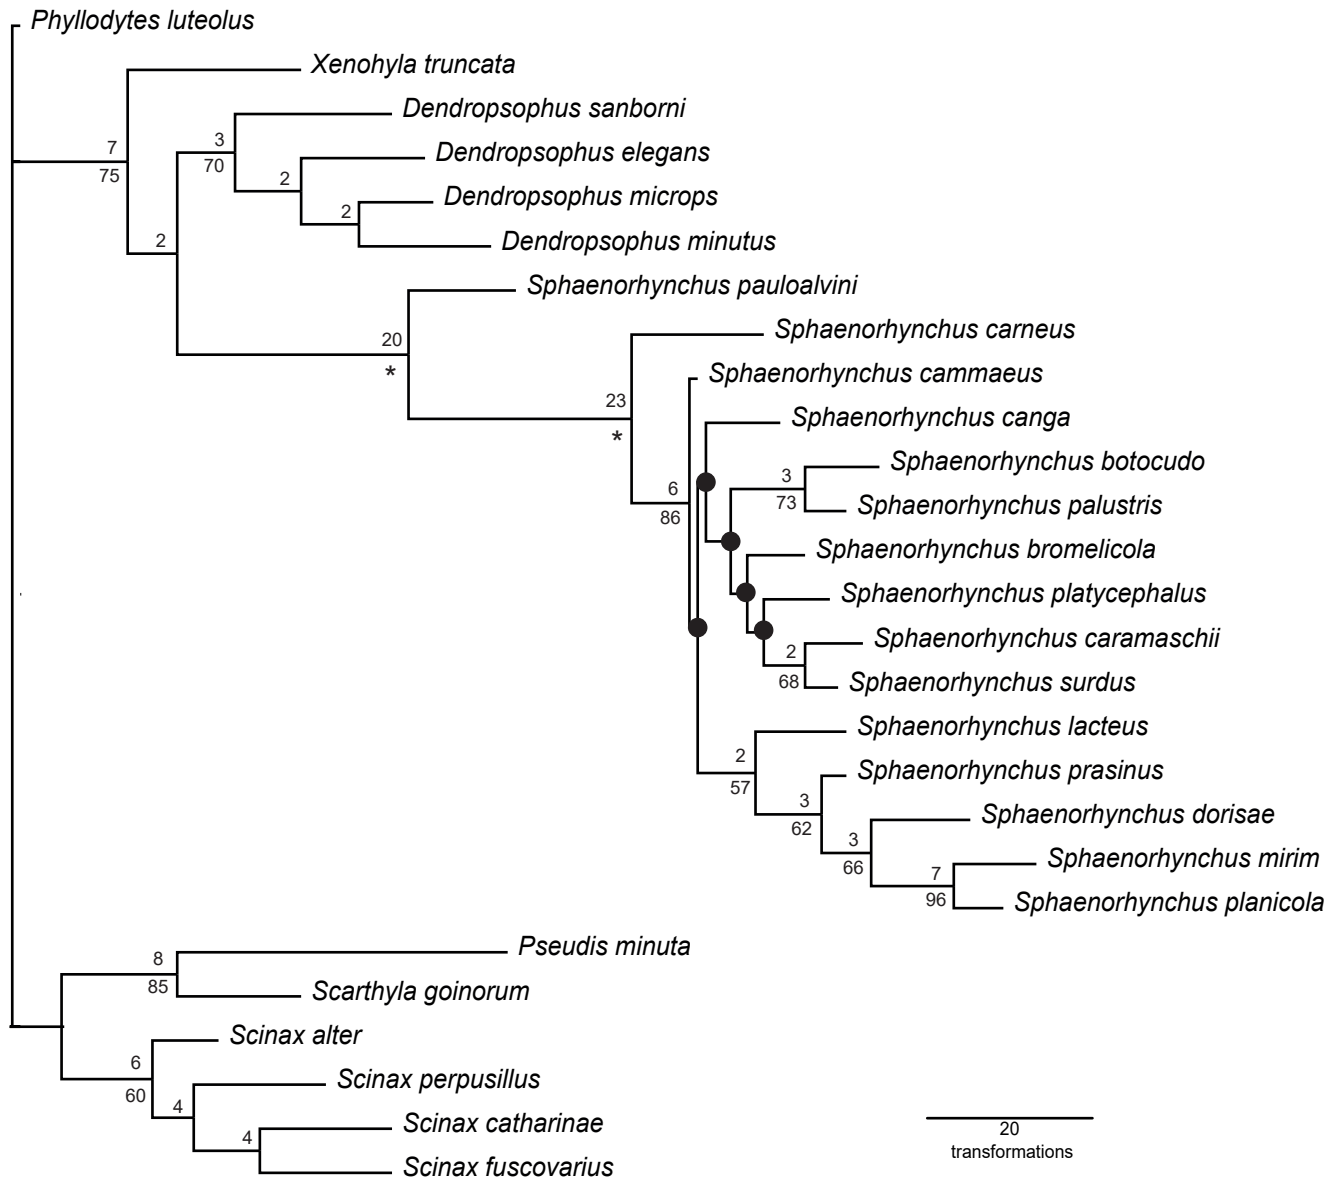 Phyllodytes luteolus
Xenohyla truncata
Dendropsophus sanborni
3
7
Dendropsophus elegans
70
75
2
Dendropsophus microps
2
2
Dendropsophus minutus
Sphaenorhynchus pauloalvini
Sphaenorhynchus carneus
20
*
Sphaenorhynchus cammaeus
23
*
Sphaenorhynchus canga
Sphaenorhynchus botocudo
3
6
73
86
Sphaenorhynchus palustris
Sphaenorhynchus bromelicola
Sphaenorhynchus platycephalus
Sphaenorhynchus caramaschii
2
68
Sphaenorhynchus surdus
Sphaenorhynchus lacteus
2
57
Sphaenorhynchus prasinus
3
62
Sphaenorhynchus dorisae
3
66
Sphaenorhynchus mirim
7
96
Sphaenorhynchus planicola
Pseudis minuta
8
85
Scarthyla goinorum
Scinax alter
6
60
Scinax perpusillus
4
Scinax catharinae
4
Scinax fuscovarius
20
transformations